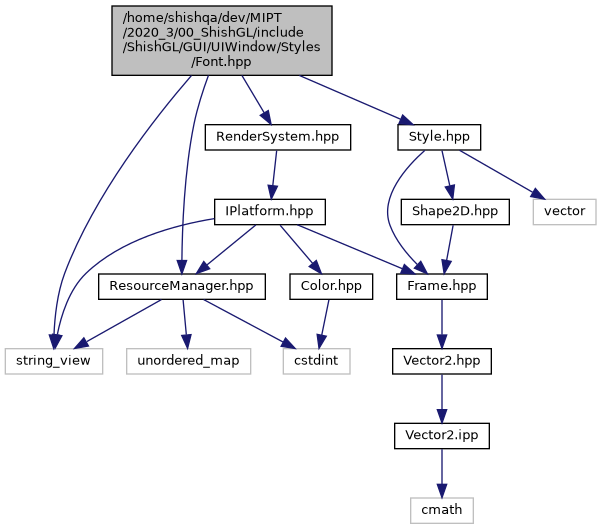 /home/shishqa/dev/MIPT
/2020_3/00_ShishGL/include
/ShishGL/GUI/UIWindow/Styles
/Font.hpp
RenderSystem.hpp
Style.hpp
IPlatform.hpp
Shape2D.hpp
vector
ResourceManager.hpp
Color.hpp
Frame.hpp
string_view
unordered_map
cstdint
Vector2.hpp
Vector2.ipp
cmath